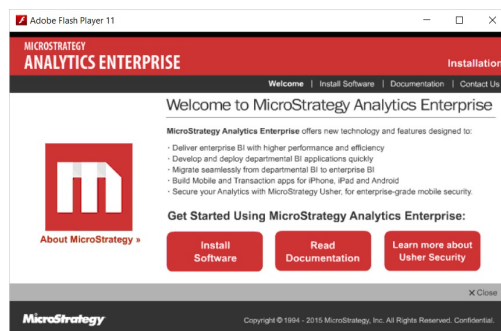 Adobe Flash Player 11
MICROSTRATEGY
ANALYTICS ENTERPRISE
Installation
Welcome | Install Software | Documentation | Contact Us
Welcome to MicroStrategy Analytics Enterprise
MicroStrategy Analytics Enterprise offers new technology and features designed to:
· Deliver enterprise BI with higher performance and efficiency
· Develop and deploy departmental BI applications quickly
· Migrate seamlessly from departmental BI to enterprise BI
· Build Mobile and Transaction apps for iPhone, iPad and Android
· Secure your Analytics with MicroStrategy Usher, for enterprise-grade mobile security.
About MicroStrategy »
Get Started Using MicroStrategy Analytics Enterprise:
Install
Software
Read
Documentation
Learn more about
Usher Security
× Close
MicroStrategy
Copyright © 1994 - 2015 MicroStrategy, Inc. All Rights Reserved. Confidential.